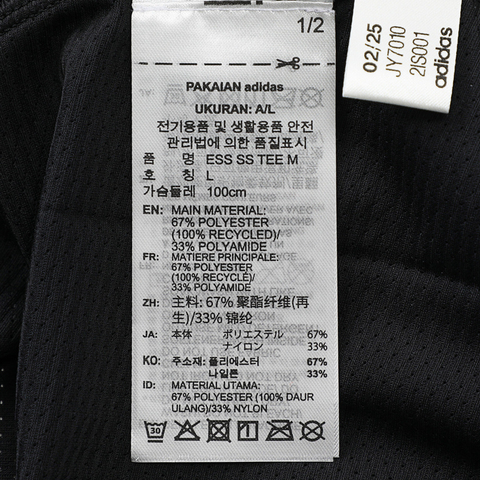 1/2
PAKAIAN adidas
UKURAN: A/L
전기용품 및 생활용품 안전
관리법에 의한 품질표시
품 명 ESS SS TEE M
호 칭 L
가슴둘레 100cm
EN: MAIN MATERIAL:
67% POLYESTER
(100% RECYCLED)/
33% POLYAMIDE
FR: MATIERE PRINCIPALE:
67% POLYESTER
(100% RECYCLÉ)/
33% POLYAMIDE
ZH: 主料: 67% 聚酯纤维(再
生)/33% 锦纶
JA: 本体 ポリエステル 67%
ナイロン 33%
KO: 주소재: 폴리에스터 67%
나일론 33%
ID: MATERIAL UTAMA:
67% POLYESTER (100% DAUR
ULANG)/33% NYLON
30
02/25
JY7010
2IS001
adidas